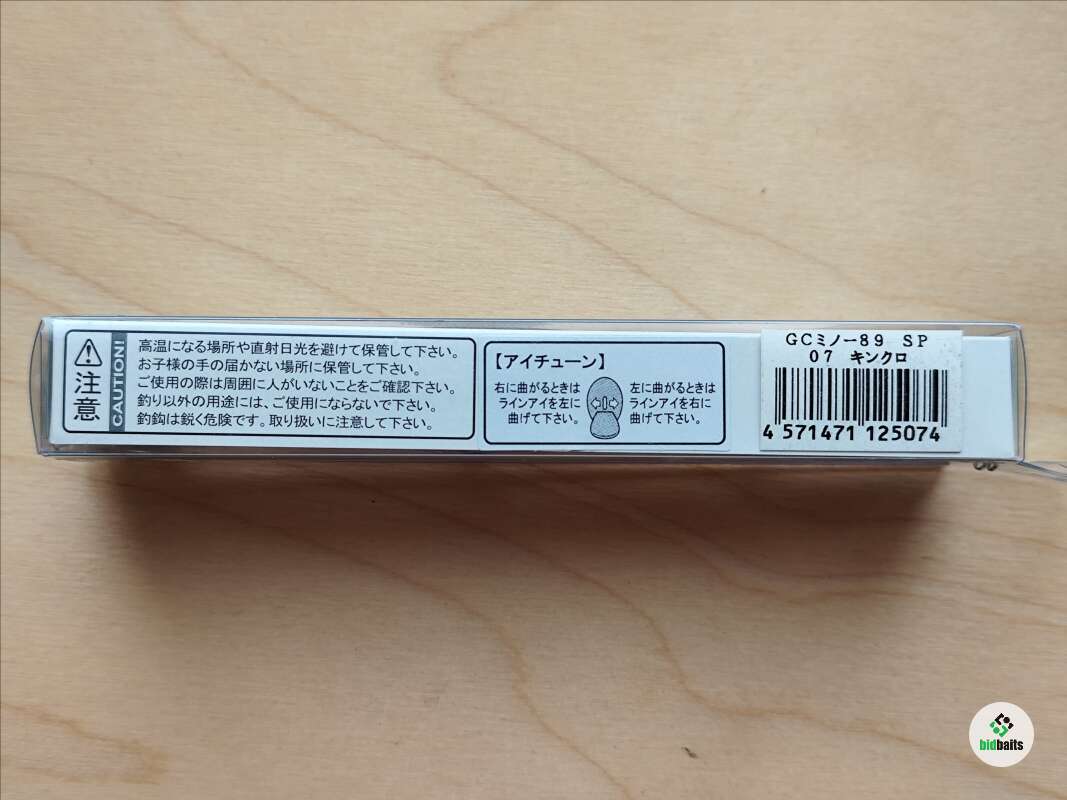 注意
CAUTION!
高温になる場所や直射日光を避けて保管して下さい。
お子様の手の届かない場所に保管して下さい。
ご使用の際は周囲に人がいないことをご確認下さい。
釣り以外の用途には、ご使用にならないで下さい。
釣鈎は鋭く危険です。取り扱いに注意して下さい。
【アイチューン】
右に曲がるときは
ラインアイを左に
曲げて下さい。
左に曲がるときは
ラインアイを右に
曲げて下さい。
GCミノー89 SP
07 キンクロ
4 571471 125074
bidbaits